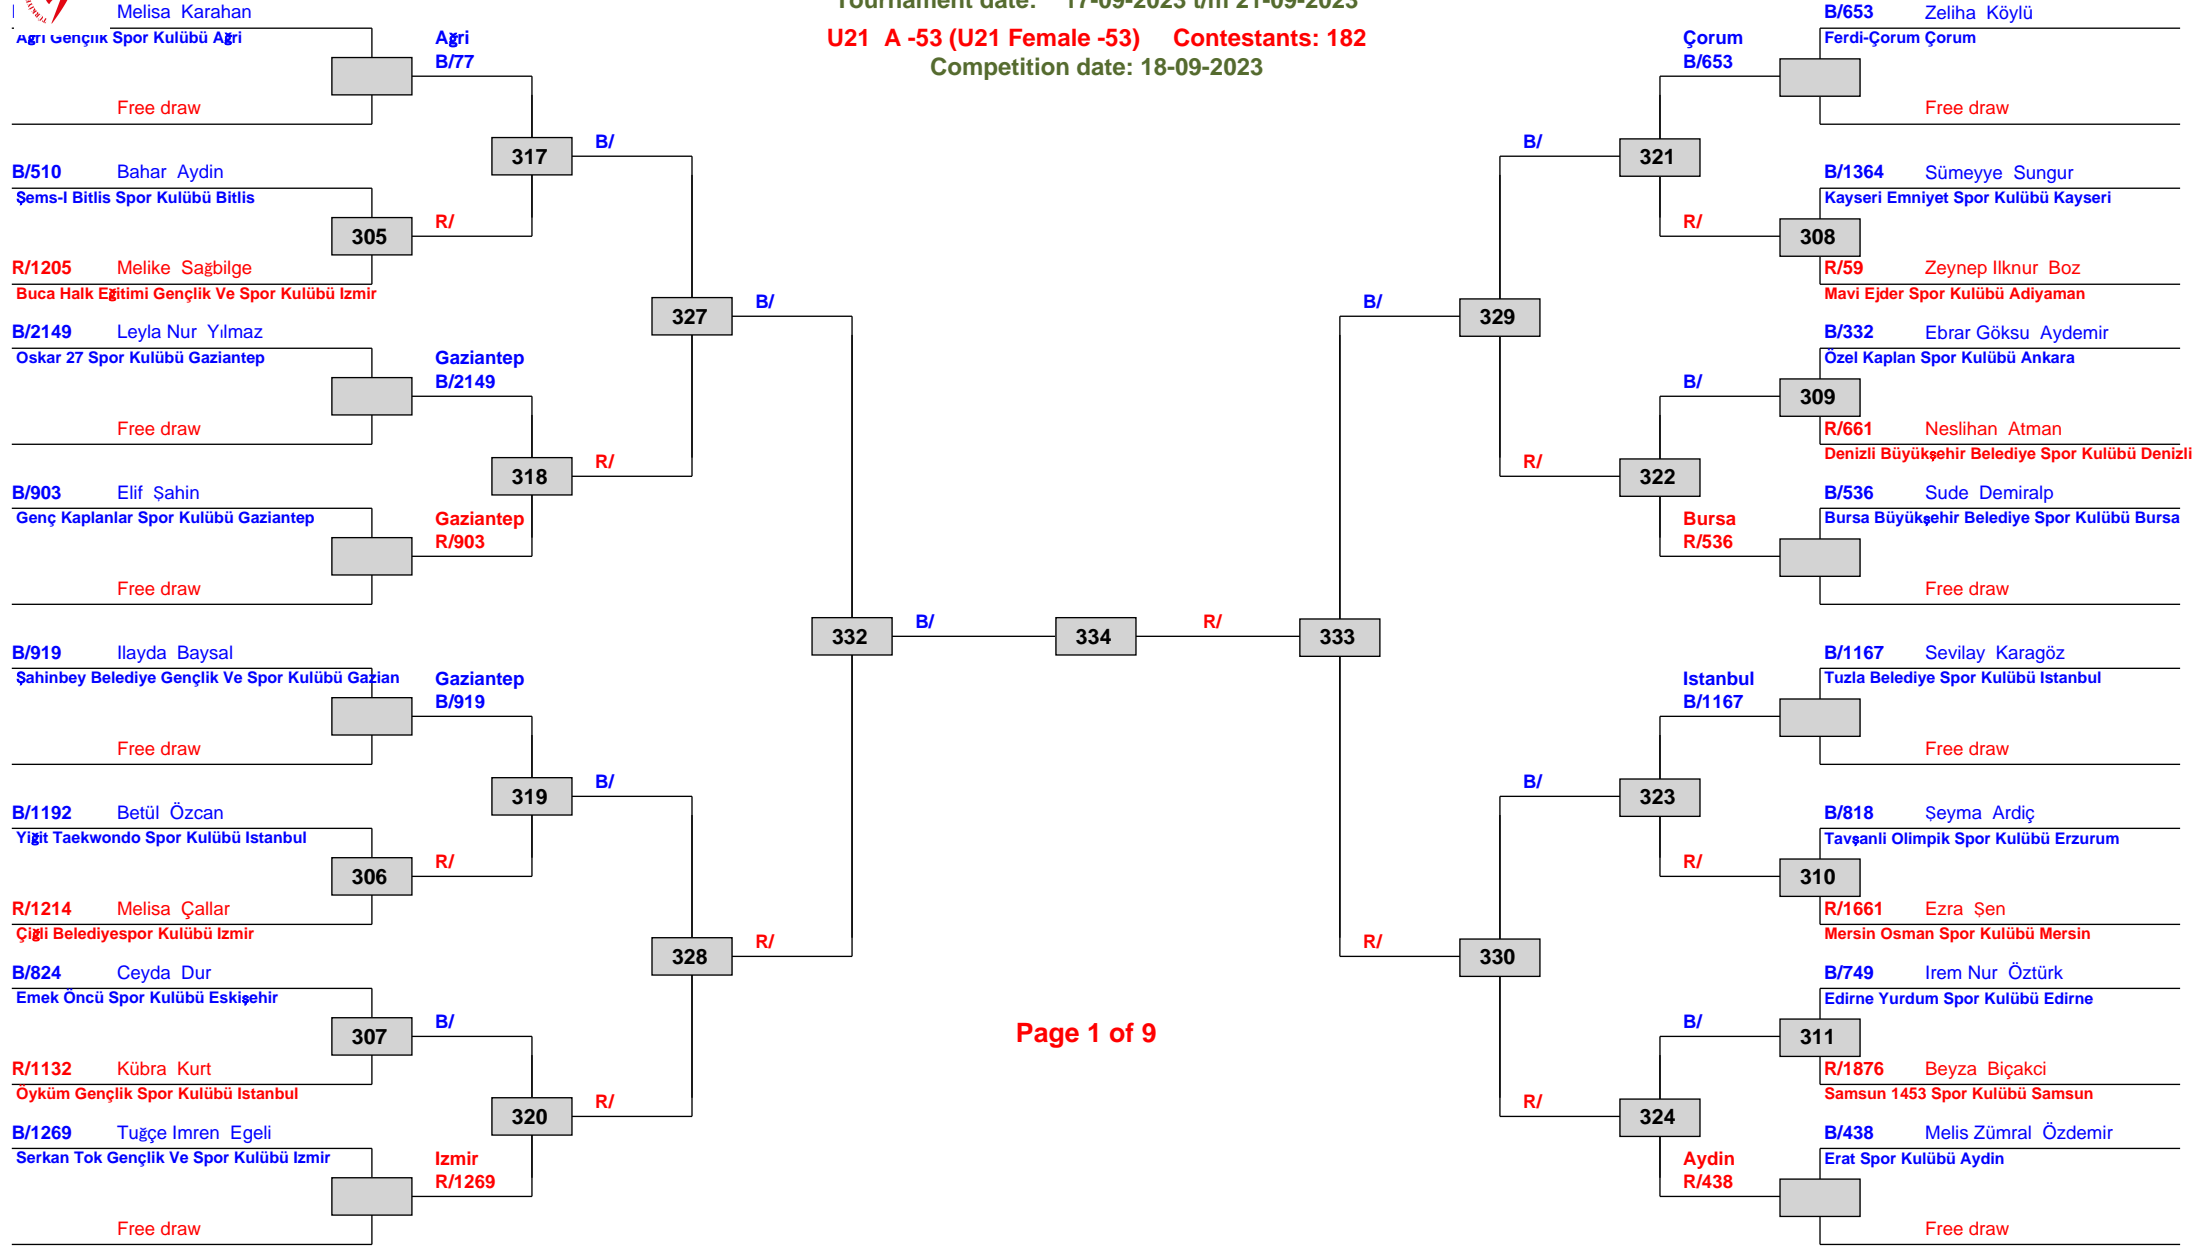 Tournament date: 17-09-2023 t/m 21-09-2023
U21 A -53 (U21 Female -53) Contestants: 182
Competition date: 18-09-2023
Melisa Karahan
Ağri Gençlik Spor Kulübü Ağri
Free draw
Ağri
B/77
B/510 Bahar Aydin
Şems-I Bitlis Spor Kulübü Bitlis
305
R/1205 Melike Sağbilge
Buca Halk Eğitimi Gençlik Ve Spor Kulübü Izmir
R/
317
B/
B/2149 Leyla Nur Yılmaz
Oskar 27 Spor Kulübü Gaziantep
Free draw
Gaziantep
B/2149
B/903 Elif Şahin
Genç Kaplanlar Spor Kulübü Gaziantep
Free draw
Gaziantep
R/903
318
R/
327
B/
B/919 Ilayda Baysal
Şahinbey Belediye Gençlik Ve Spor Kulübü Gazian
Free draw
Gaziantep
B/919
B/1192 Betül Özcan
Yiğit Taekwondo Spor Kulübü Istanbul
306
R/1214 Melisa Çallar
Çiğli Belediyespor Kulübü Izmir
R/
319
B/
B/824 Ceyda Dur
Emek Öncü Spor Kulübü Eskişehir
307
R/1132 Kübra Kurt
Öyküm Gençlik Spor Kulübü Istanbul
B/
B/1269 Tuğçe Imren Egeli
Serkan Tok Gençlik Ve Spor Kulübü Izmir
Free draw
Izmir
R/1269
320
R/
328
R/
332
B/
334
R/
333
B/653 Zeliha Köylü
Ferdi-Çorum Çorum
Free draw
Çorum
B/653
B/1364 Sümeyye Sungur
Kayseri Emniyet Spor Kulübü Kayseri
308
R/59 Zeynep Ilknur Boz
Mavi Ejder Spor Kulübü Adiyaman
R/
321
B/
B/332 Ebrar Göksu Aydemir
Özel Kaplan Spor Kulübü Ankara
309
R/661 Neslihan Atman
Denizli Büyükşehir Belediye Spor Kulübü Denizli
B/
B/536 Sude Demiralp
Bursa Büyükşehir Belediye Spor Kulübü Bursa
Free draw
Bursa
R/536
322
R/
329
B/
B/1167 Sevilay Karagöz
Tuzla Belediye Spor Kulübü Istanbul
Free draw
Istanbul
B/1167
B/818 Şeyma Ardiç
Tavşanli Olimpik Spor Kulübü Erzurum
310
R/1661 Ezra Şen
Mersin Osman Spor Kulübü Mersin
R/
323
B/
B/749 Irem Nur Öztürk
Edirne Yurdum Spor Kulübü Edirne
311
R/1876 Beyza Biçakci
Samsun 1453 Spor Kulübü Samsun
B/
B/438 Melis Zümral Özdemir
Erat Spor Kulübü Aydin
Free draw
Aydin
R/438
324
R/
330
R/
Page 1 of 9